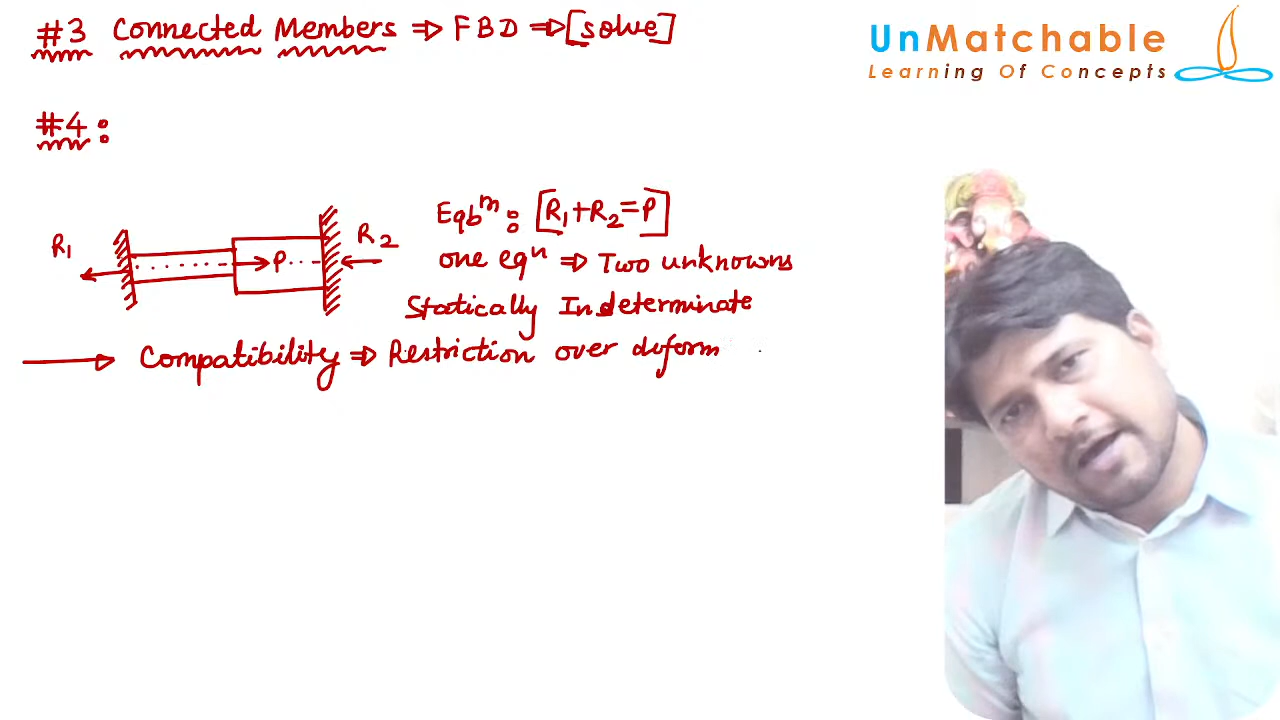 #3 Connected Members ⇒ FBD ⇒ [solve]
UnMatchable
Learning Of Concepts
#4:
R1
P
R2
Eqbᵐ: [R1+R2=P]
one eqⁿ ⇒ Two unknowns
Statically Indeterminate
→ Compatibility ⇒ Restriction over deform